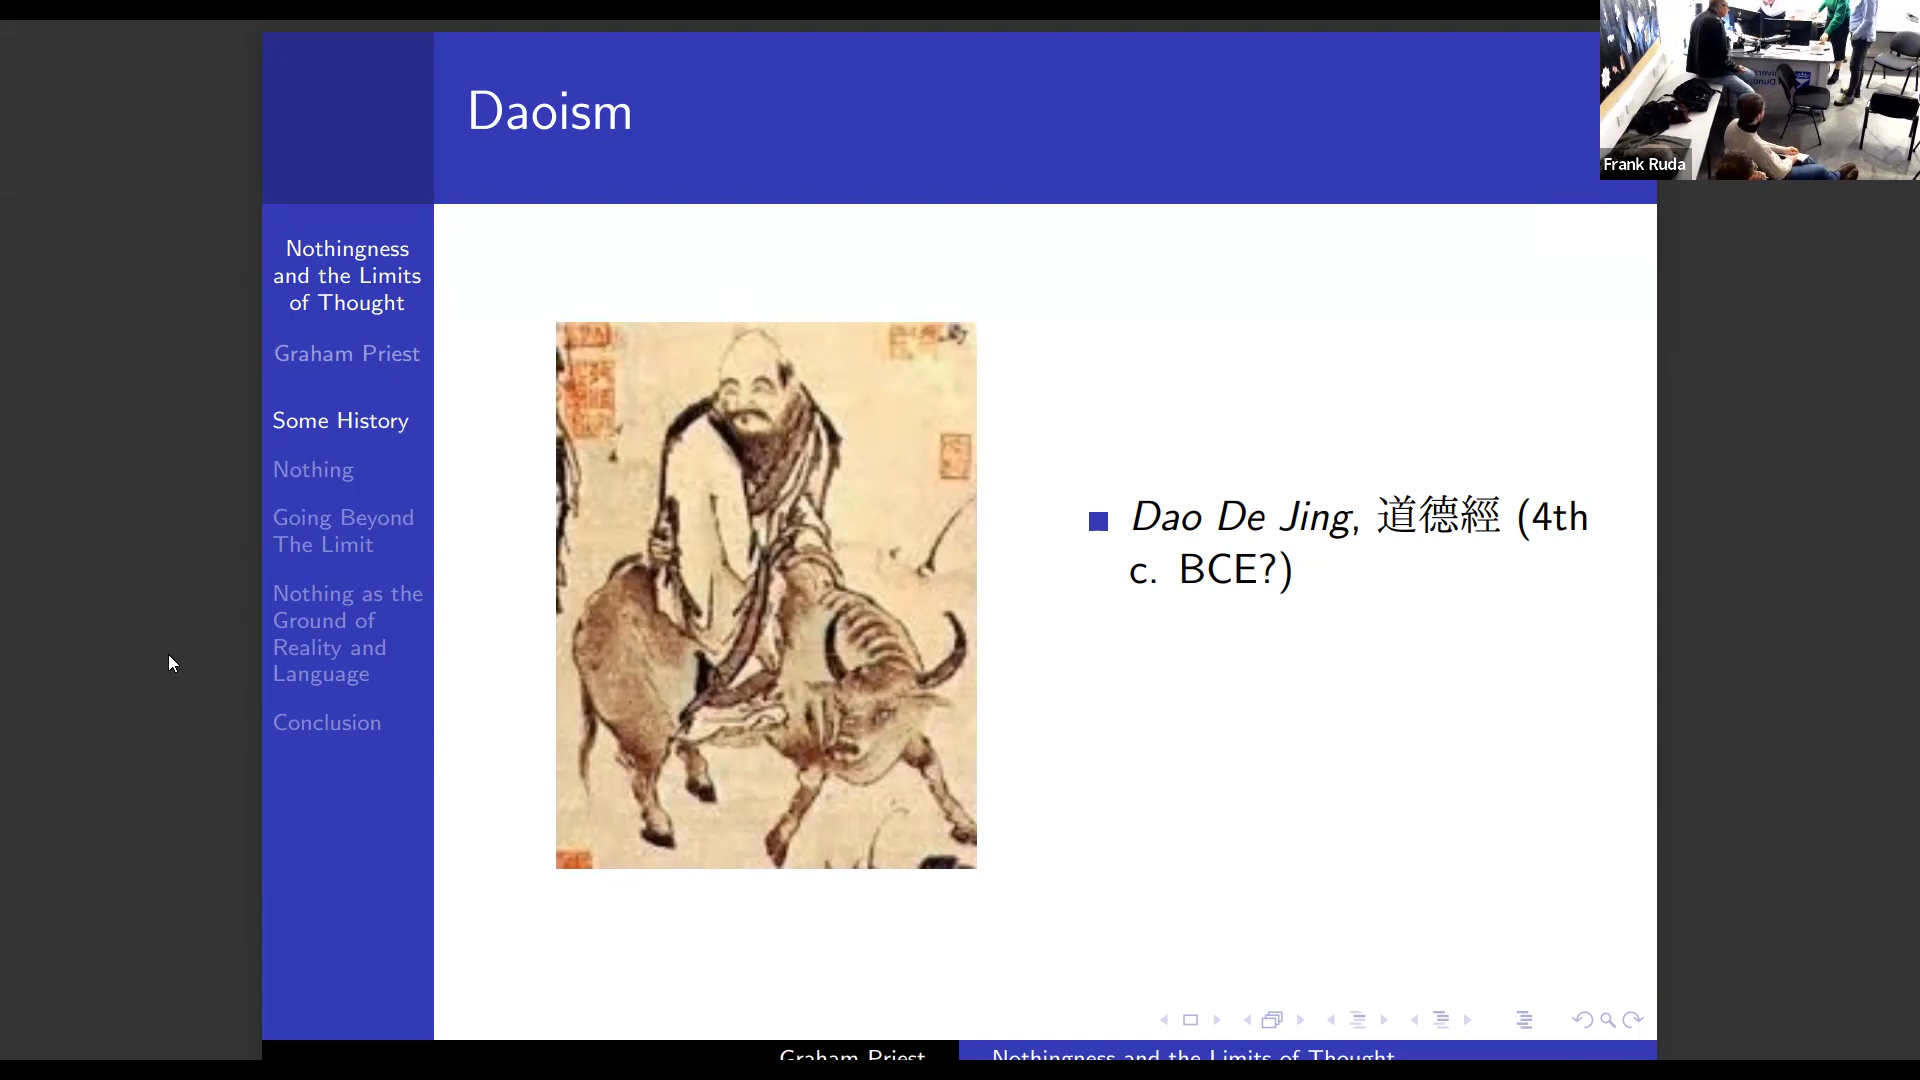 Daoism
Frank Ruda
Nothingness
and the Limits
of Thought
Graham Priest
Some History
Nothing
Going Beyond
The Limit
Nothing as the
Ground of
Reality and
Language
Conclusion
Dao De Jing, 道德經 (4th
c. BCE?)
Graham Priest
Nothingness and the Limits of Thought